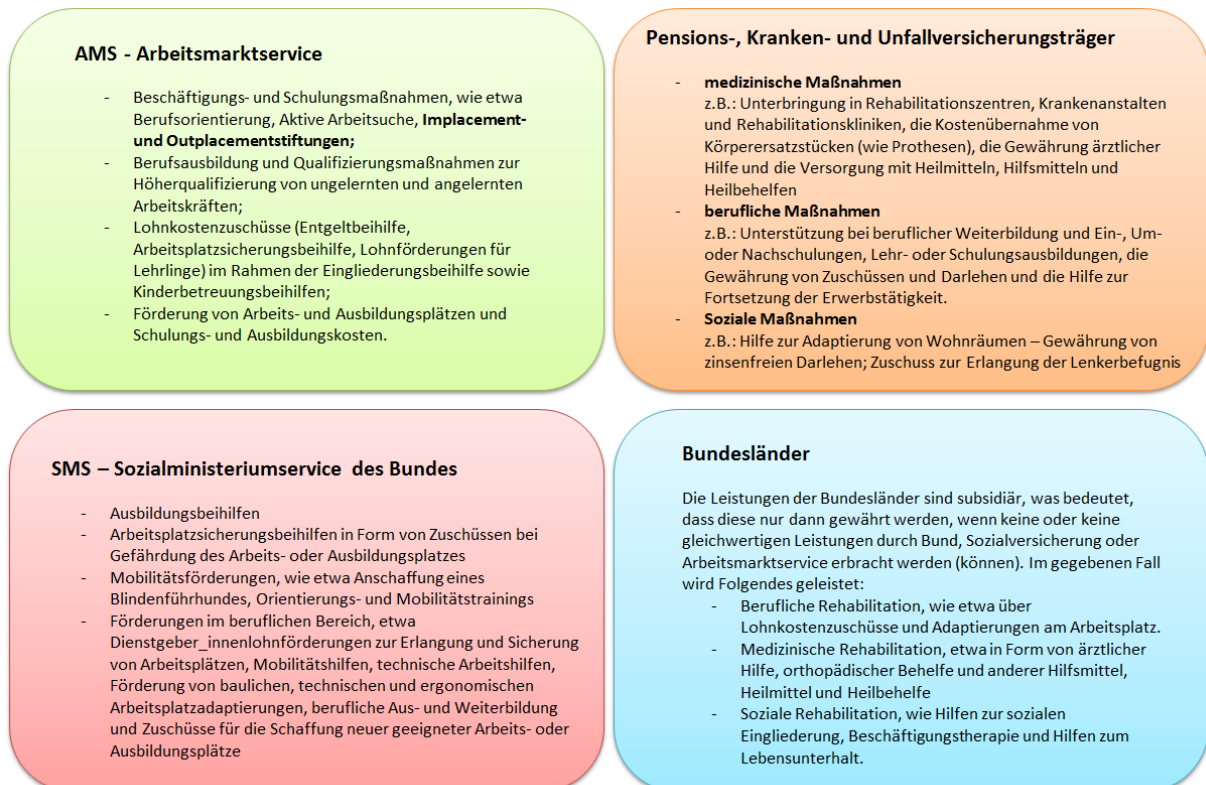 AMS - Arbeitsmarktservice
- Beschäftigungs- und Schulungsmaßnahmen, wie etwa
Berufsorientierung, Aktive Arbeitsuche, Implacement-
und Outplacementstiftungen;
- Berufsausbildung und Qualifizierungsmaßnahmen zur
Höherqualifizierung von ungelernten und angelernten
Arbeitskräften;
- Lohnkostenzuschüsse (Entgeltbeihilfe,
Arbeitsplatzsicherungsbeihilfe, Lohnförderungen für
Lehrlinge) im Rahmen der Eingliederungsbeihilfe sowie
Kinderbetreuungsbeihilfen;
- Förderung von Arbeits- und Ausbildungsplätzen und
Schulungs- und Ausbildungskosten.
Pensions-, Kranken- und Unfallversicherungsträger
- medizinische Maßnahmen
z.B.: Unterbringung in Rehabilitationszentren, Krankenanstalten
und Rehabilitationskliniken, die Kostenübernahme von
Körperersatzstücken (wie Prothesen), die Gewährung ärztlicher
Hilfe und die Versorgung mit Heilmitteln, Hilfsmitteln und
Heilbehelfen
- berufliche Maßnahmen
z.B.: Unterstützung bei beruflicher Weiterbildung und Ein-, Um-
oder Nachschulungen, Lehr- oder Schulungsausbildungen, die
Gewährung von Zuschüssen und Darlehen und die Hilfe zur
Fortsetzung der Erwerbstätigkeit.
- Soziale Maßnahmen
z.B.: Hilfe zur Adaptierung von Wohnräumen – Gewährung von
zinsenfreien Darlehen; Zuschuss zur Erlangung der Lenkerbefugnis
SMS – Sozialministeriumservice des Bundes
- Ausbildungsbeihilfen
- Arbeitsplatzsicherungsbeihilfen in Form von Zuschüssen bei
Gefährdung des Arbeits- oder Ausbildungsplatzes
- Mobilitätsförderungen, wie etwa Anschaffung eines
Blindenführhundes, Orientierungs- und Mobilitätstrainings
- Förderungen im beruflichen Bereich, etwa
Dienstgeber_innenlohnförderungen zur Erlangung und Sicherung
von Arbeitsplätzen, Mobilitätshilfen, technische Arbeitshilfen,
Förderung von baulichen, technischen und ergonomischen
Arbeitsplatzadaptierungen, berufliche Aus- und Weiterbildung
und Zuschüsse für die Schaffung neuer geeigneter Arbeits- oder
Ausbildungsplätze
Bundesländer
Die Leistungen der Bundesländer sind subsidiär, was bedeutet,
dass diese nur dann gewährt werden, wenn keine oder keine
gleichwertigen Leistungen durch Bund, Sozialversicherung oder
Arbeitsmarktservice erbracht werden (können). Im gegebenen Fall
wird Folgendes geleistet:
- Berufliche Rehabilitation, wie etwa über
Lohnkostenzuschüsse und Adaptierungen am Arbeitsplatz.
- Medizinische Rehabilitation, etwa in Form von ärztlicher
Hilfe, orthopädischer Behelfe und anderer Hilfsmittel,
Heilmittel und Heilbehelfe
- Soziale Rehabilitation, wie Hilfen zur sozialen
Eingliederung, Beschäftigungstherapie und Hilfen zum
Lebensunterhalt.